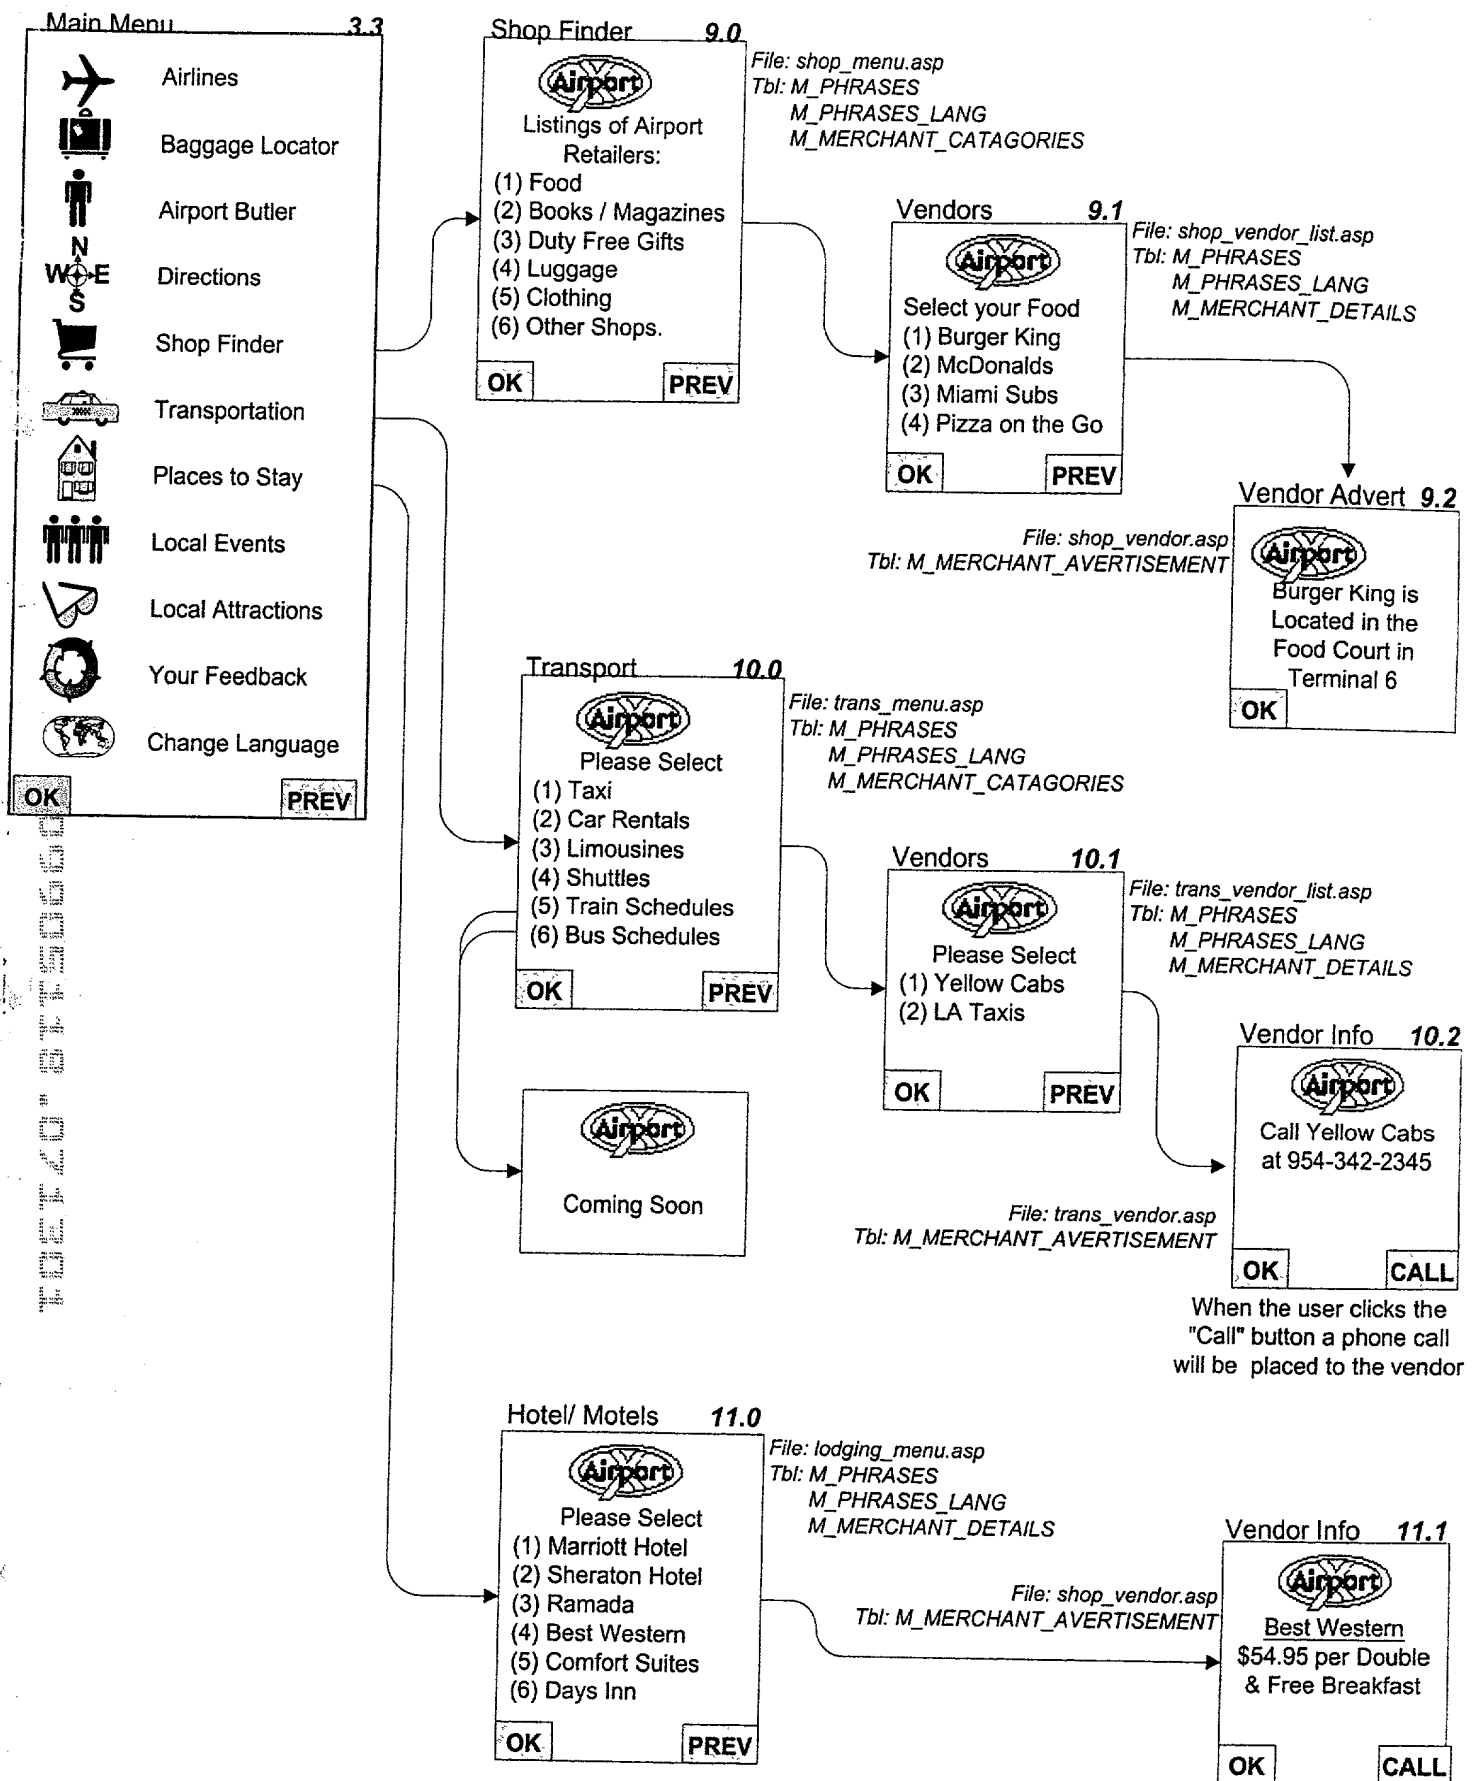 Main Menu 3.3
Airlines
Baggage Locator
Airport Butler
N
W E
S
Directions
Shop Finder
Transportation
Places to Stay
Local Events
Local Attractions
Your Feedback
Change Language
OK PREV
Shop Finder 9.0
Airport
X
Listings of Airport
Retailers:
(1) Food
(2) Books / Magazines
(3) Duty Free Gifts
(4) Luggage
(5) Clothing
(6) Other Shops.
OK PREV
File: shop_menu.asp
Tbl: M_PHRASES
M_PHRASES_LANG
M_MERCHANT_CATAGORIES
Vendors 9.1
Airport
X
Select your Food
(1) Burger King
(2) McDonalds
(3) Miami Subs
(4) Pizza on the Go
OK PREV
File: shop_vendor_list.asp
Tbl: M_PHRASES
M_PHRASES_LANG
M_MERCHANT_DETAILS
Vendor Advert 9.2
File: shop_vendor.asp
Tbl: M_MERCHANT_AVERTISEMENT
Airport
X
Burger King is
Located in the
Food Court in
Terminal 6
OK
Transport 10.0
Airport
X
Please Select
(1) Taxi
(2) Car Rentals
(3) Limousines
(4) Shuttles
(5) Train Schedules
(6) Bus Schedules
OK PREV
File: trans_menu.asp
Tbl: M_PHRASES
M_PHRASES_LANG
M_MERCHANT_CATAGORIES
Vendors 10.1
Airport
X
Please Select
(1) Yellow Cabs
(2) LA Taxis
OK PREV
File: trans_vendor_list.asp
Tbl: M_PHRASES
M_PHRASES_LANG
M_MERCHANT_DETAILS
Vendor Info 10.2
Airport
X
Call Yellow Cabs
at 954-342-2345
OK CALL
File: trans_vendor.asp
Tbl: M_MERCHANT_AVERTISEMENT
When the user clicks the
"Call" button a phone call
will be placed to the vendor
Airport
X
Coming Soon
Hotel/ Motels 11.0
Airport
X
Please Select
(1) Marriott Hotel
(2) Sheraton Hotel
(3) Ramada
(4) Best Western
(5) Comfort Suites
(6) Days Inn
OK PREV
File: lodging_menu.asp
Tbl: M_PHRASES
M_PHRASES_LANG
M_MERCHANT_DETAILS
Vendor Info 11.1
File: shop_vendor.asp
Tbl: M_MERCHANT_AVERTISEMENT
Airport
X
Best Western
$54.95 per Double
& Free Breakfast
OK CALL